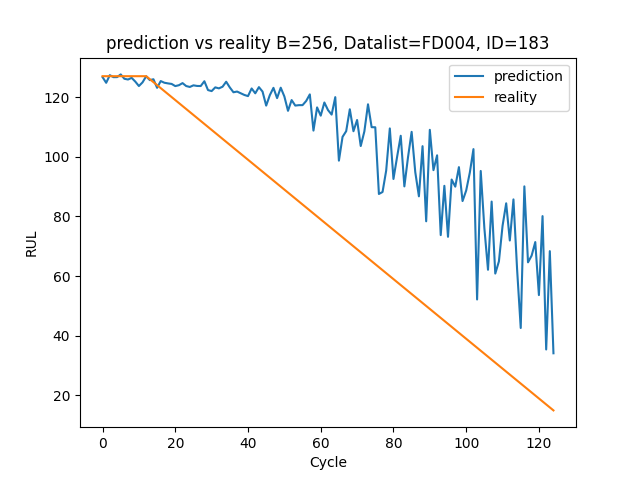 prediction vs reality B=256, Datalist=FD004, ID=183
prediction
reality
RUL
120
100
80
60
40
20
0 20 40 60 80 100 120
Cycle